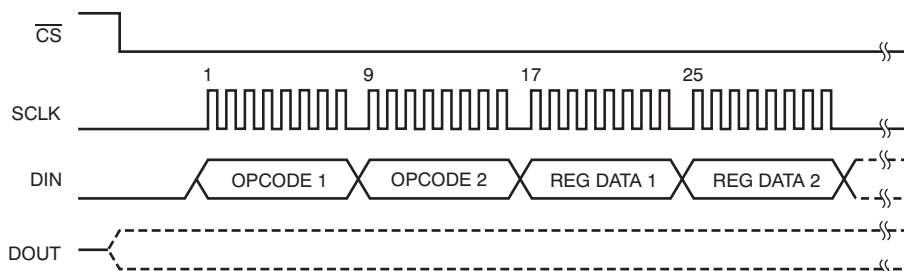 CS
1 9 17 25
SCLK
DIN OPCODE 1 OPCODE 2 REG DATA 1 REG DATA 2
DOUT